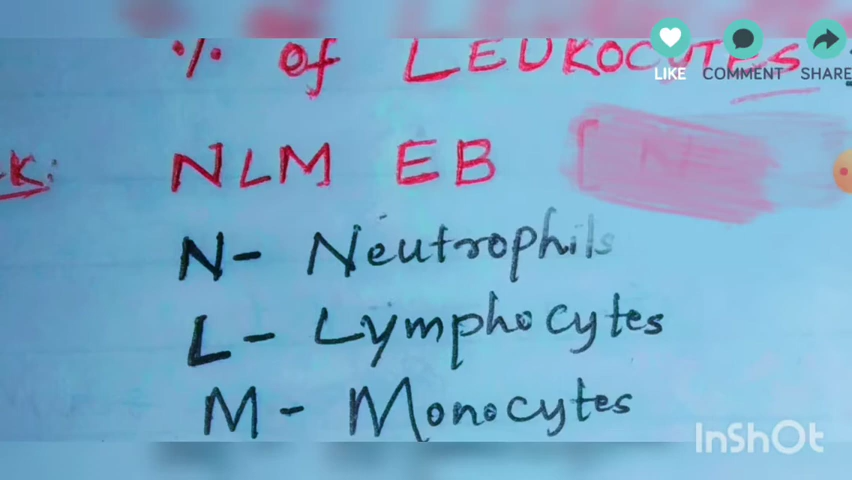 % of LEUKOCYTES
LIKE COMMENT SHARE
K:
NLM EB
N- Neutrophils
L- Lymphocytes
M- Monocytes
InShOt